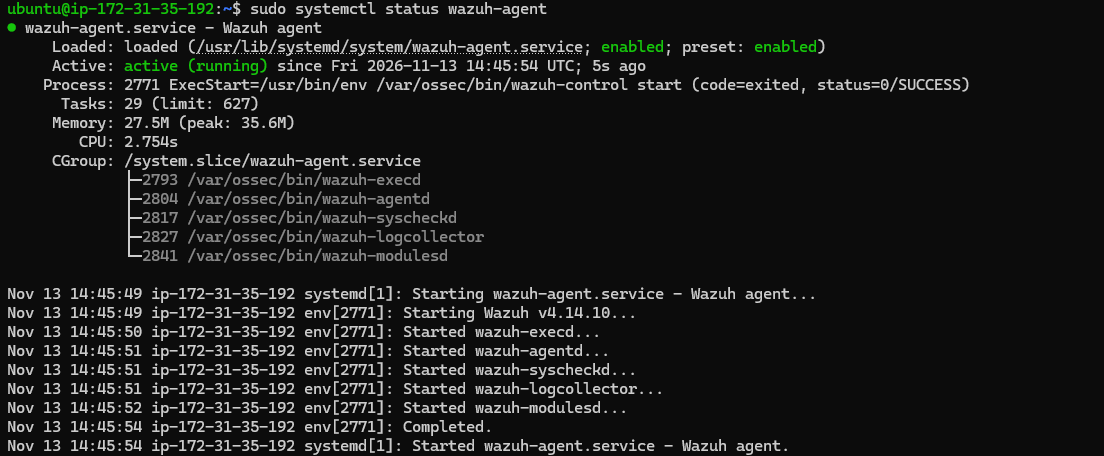 ubuntu@ip-172-31-35-192:~$ sudo systemctl status wazuh-agent
● wazuh-agent.service - Wazuh agent
     Loaded: loaded (/usr/lib/systemd/system/wazuh-agent.service; enabled; preset: enabled)
     Active: active (running) since Fri 2026-11-13 14:45:54 UTC; 5s ago
    Process: 2771 ExecStart=/usr/bin/env /var/ossec/bin/wazuh-control start (code=exited, status=0/SUCCESS)
      Tasks: 29 (limit: 627)
     Memory: 27.5M (peak: 35.6M)
        CPU: 2.754s
     CGroup: /system.slice/wazuh-agent.service
             ├─2793 /var/ossec/bin/wazuh-execd
             ├─2804 /var/ossec/bin/wazuh-agentd
             ├─2817 /var/ossec/bin/wazuh-syscheckd
             ├─2827 /var/ossec/bin/wazuh-logcollector
             └─2841 /var/ossec/bin/wazuh-modulesd

Nov 13 14:45:49 ip-172-31-35-192 systemd[1]: Starting wazuh-agent.service - Wazuh agent...
Nov 13 14:45:49 ip-172-31-35-192 env[2771]: Starting Wazuh v4.14.10...
Nov 13 14:45:50 ip-172-31-35-192 env[2771]: Started wazuh-execd...
Nov 13 14:45:51 ip-172-31-35-192 env[2771]: Started wazuh-agentd...
Nov 13 14:45:51 ip-172-31-35-192 env[2771]: Started wazuh-syscheckd...
Nov 13 14:45:51 ip-172-31-35-192 env[2771]: Started wazuh-logcollector...
Nov 13 14:45:52 ip-172-31-35-192 env[2771]: Started wazuh-modulesd...
Nov 13 14:45:54 ip-172-31-35-192 env[2771]: Completed.
Nov 13 14:45:54 ip-172-31-35-192 systemd[1]: Started wazuh-agent.service - Wazuh agent.